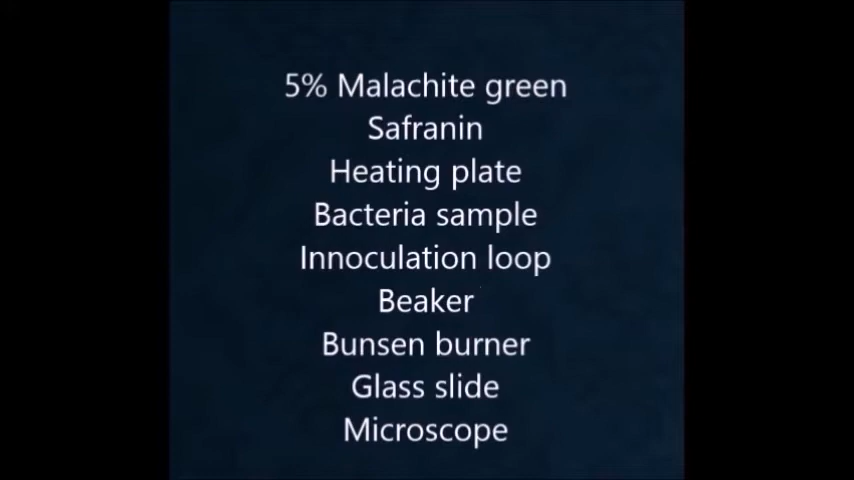 5% Malachite green
Safranin
Heating plate
Bacteria sample
Innoculation loop
Beaker
Bunsen burner
Glass slide
Microscope